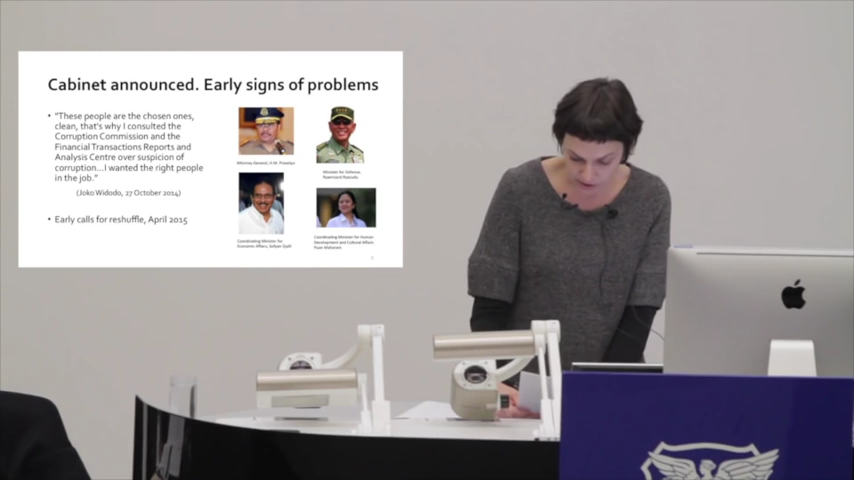 Cabinet announced. Early signs of problems
• "These people are the chosen ones,
clean, that's why I consulted the
Corruption Commission and the
Financial Transactions Reports and
Analysis Centre over suspicion of
corruption...I wanted the right people
in the job."
(Joko Widodo, 27 October 2014)
• Early calls for reshuffle, April 2015
Attorney General, H.M. Prasetyo
Minister for Defense,
Ryamizard Ryacudu
Coordinating Minister for
Economic Affairs, Sofyan Djalil
Coordinating Minister for Human
Development and Cultural Affairs
Puan Maharani